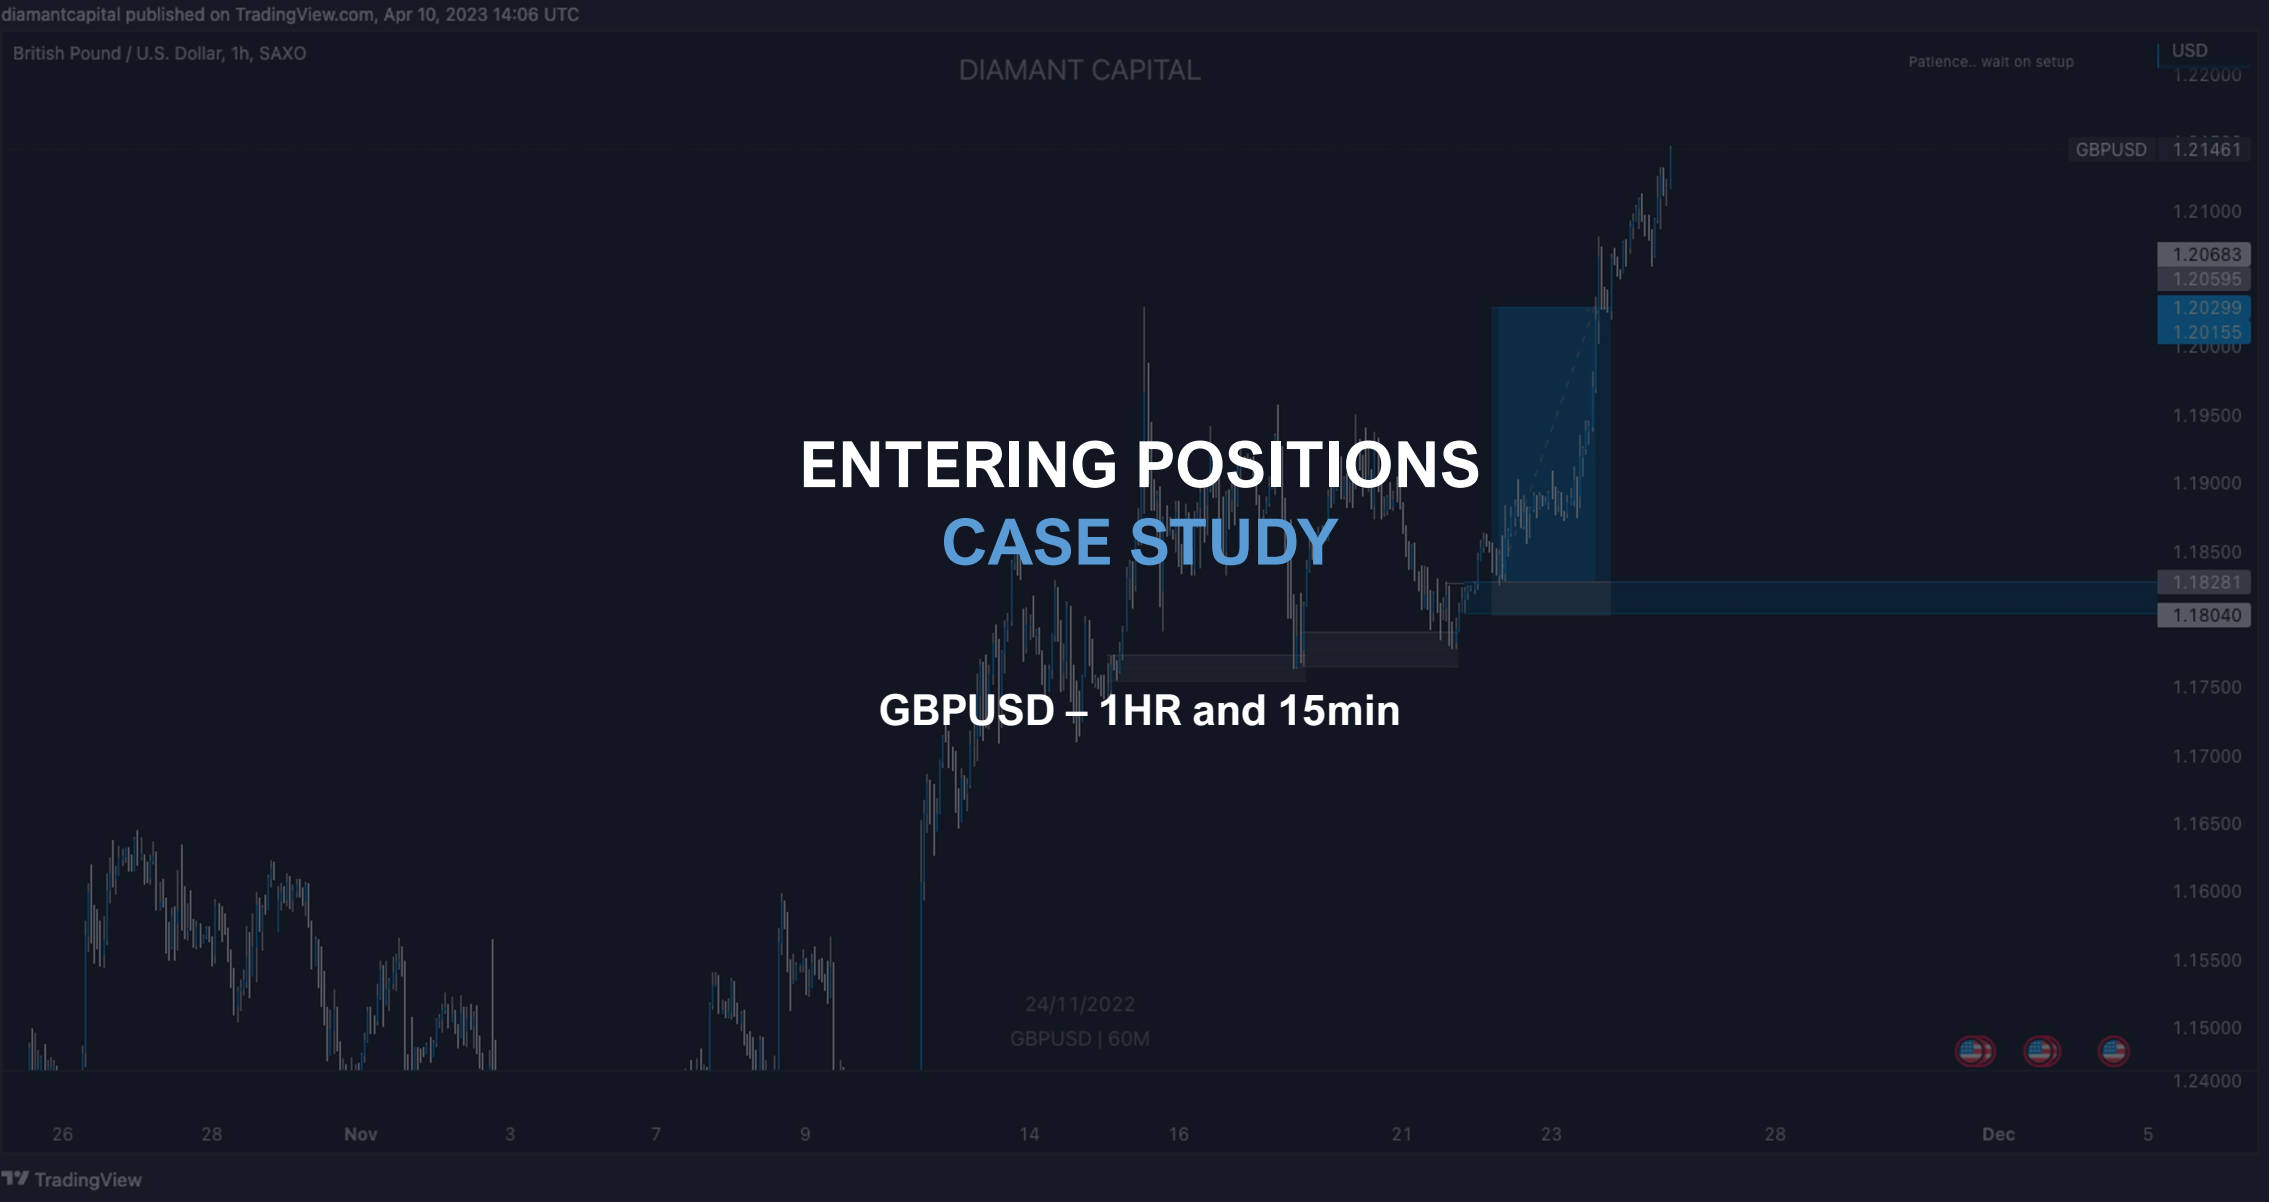 diamantcapital published on TradingView.com, Apr 10, 2023 14:06 UTC
British Pound / U.S. Dollar, 1h, SAXO
DIAMANT CAPITAL
Patience.. wait on setup
USD
1.22000
GBPUSD 1.21461
1.21000
1.20683
1.20595
1.20299
1.20155
1.20000
1.19500
ENTERING POSITIONS
1.19000
CASE STUDY
1.18500
1.18281
1.18040
1.17500
GBPUSD – 1HR and 15min
1.17000
1.16500
1.16000
1.15500
24/11/2022
1.15000
GBPUSD | 60M
1.24000
26 28 Nov 3 7 9 14 16 21 23 28 Dec 5
TradingView